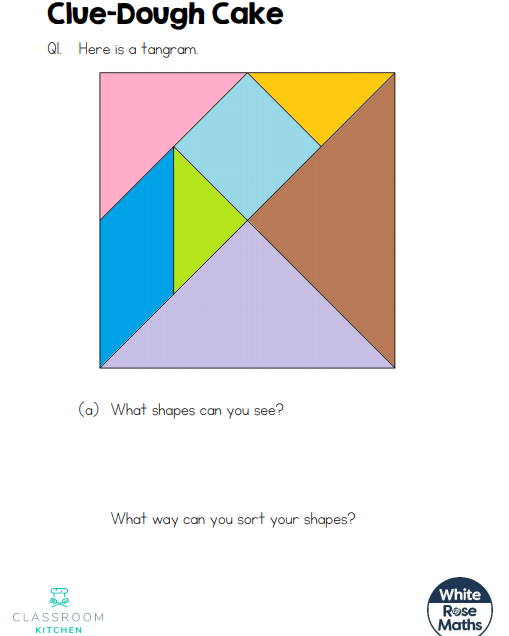 Clue-Dough Cake
Q1. Here is a tangram.
(a) What shapes can you see?
What way can you sort your shapes?
CLASSROOM
KITCHEN
White
Rose
Maths